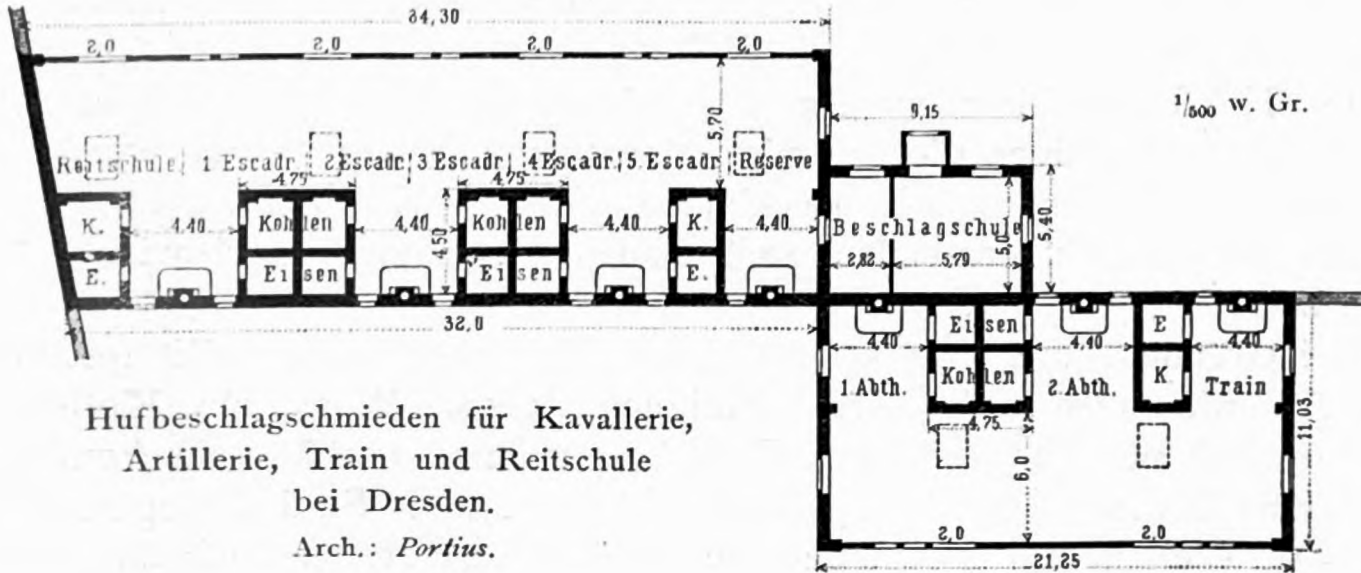 34,30
2,0 2,0 2,0 2,0
1/500 w. Gr.
9,15
5,70
Reitschule 1 Escadr. 2 Escadr. 3 Escadr. 4 Escadr. 5. Escadr. Reserve
4,75 4,75
K. 4,40 Kohlen 4,40 Kohlen 4,40 K. 4,40
4,50
Beschlagschule
5,0 5,40
E. Eisen Eisen E.
2,82 5,70
32,0
Eisen E
4,40 4,40 4,40
1. Abth. Kohlen 2. Abth. K. Train
4,75
11,03
6,0
2,0 2,0
21,25
Hufbeschlagschmieden für Kavallerie,
Artillerie, Train und Reitschule
bei Dresden.
Arch.: Portius.